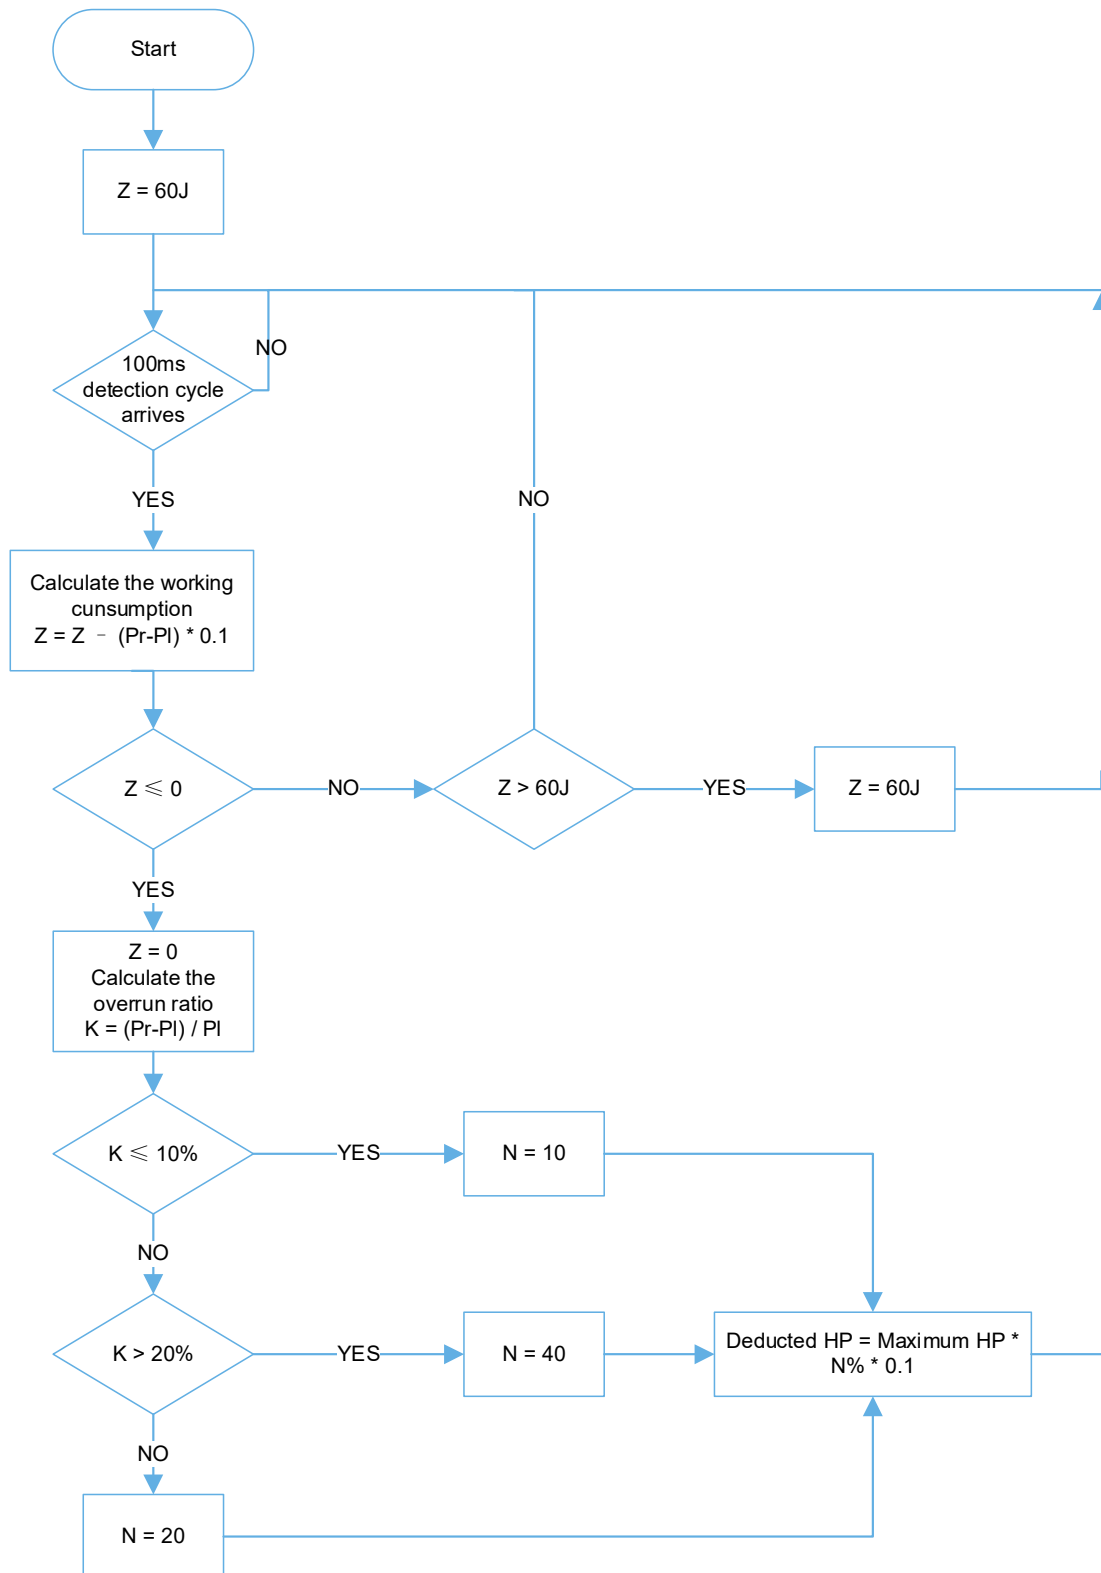 Start
Z = 60J
100ms
detection cycle
arrives
NO
YES
NO
Calculate the working
cunsumption
Z = Z － (Pr-Pl) * 0.1
Z ≤ 0
NO
Z > 60J
YES
Z = 60J
YES
Z = 0
Calculate the
overrun ratio
K = (Pr-Pl) / Pl
K ≤ 10%
YES
N = 10
NO
K > 20%
YES
N = 40
Deducted HP = Maximum HP *
N% * 0.1
NO
N = 20